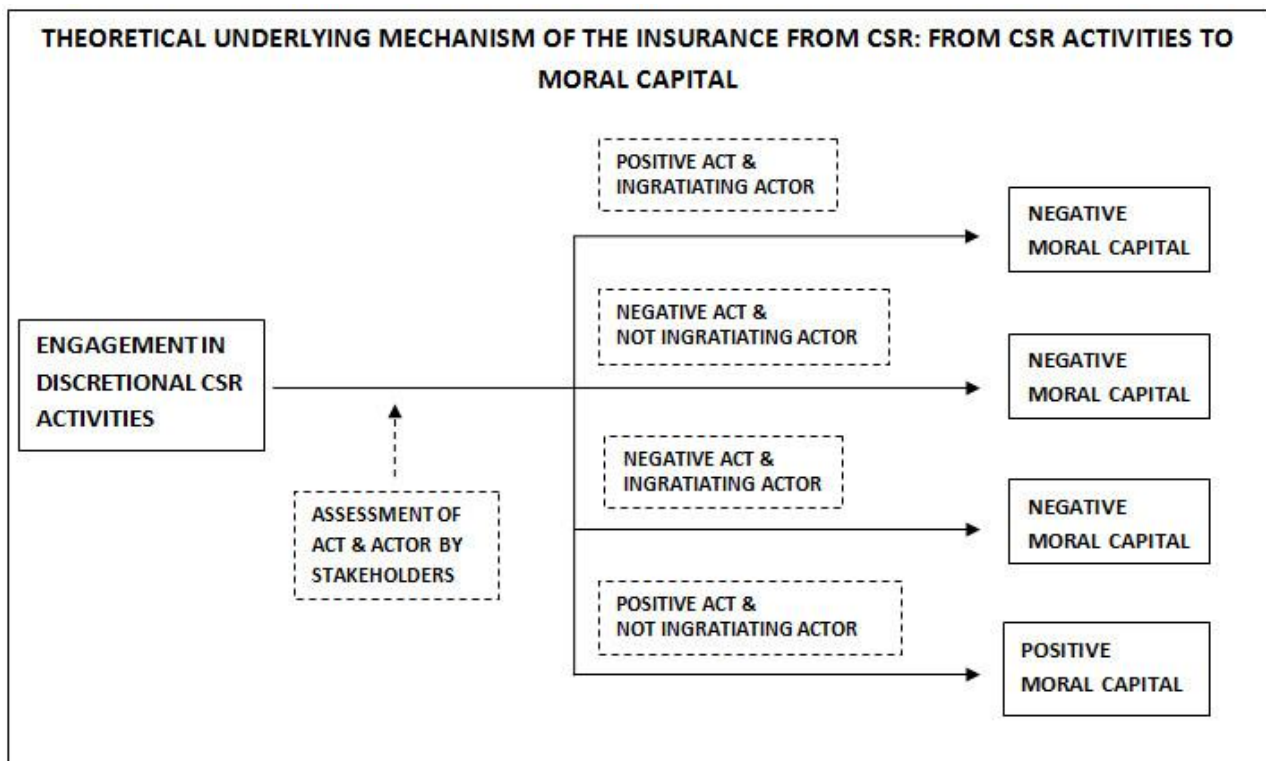 THEORETICAL UNDERLYING MECHANISM OF THE INSURANCE FROM CSR: FROM CSR ACTIVITIES TO
MORAL CAPITAL
POSITIVE ACT &
INGRATIATING ACTOR
NEGATIVE
MORAL CAPITAL
NEGATIVE ACT &
NOT INGRATIATING ACTOR
ENGAGEMENT IN
DISCRETIONAL CSR
ACTIVITIES
NEGATIVE
MORAL CAPITAL
NEGATIVE ACT &
INGRATIATING ACTOR
ASSESSMENT OF
ACT & ACTOR BY
STAKEHOLDERS
NEGATIVE
MORAL CAPITAL
POSITIVE ACT &
NOT INGRATIATING ACTOR
POSITIVE
MORAL CAPITAL